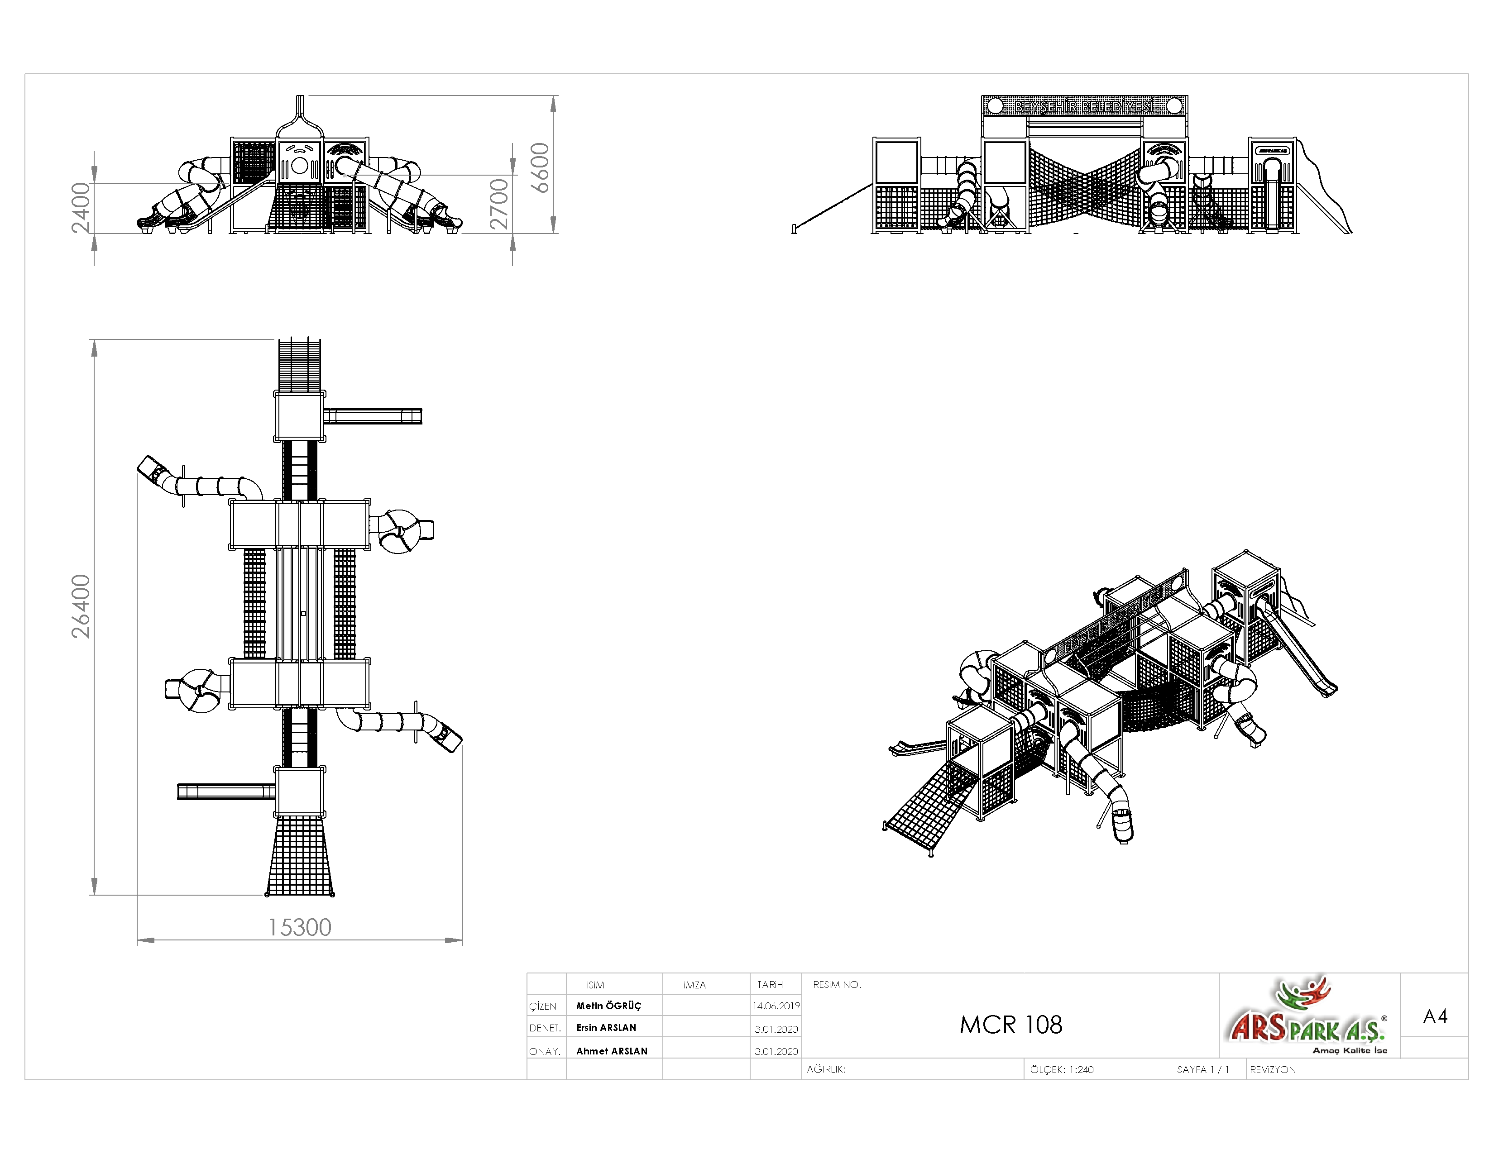 BEYŞEHİR BELEDİYESİ
2400
2700
6600
26400
15300
İSİM
İMZA
TARİH
RESİM NO.
ÇİZEN
Metin ÖGRÜÇ
14.06.2019
DENET.
Ersin ARSLAN
3.01.2020
ONAY.
Ahmet ARSLAN
3.01.2020
MCR 108
ARSPARK A.Ş.®
Amaç Kalite İse
A4
AĞIRLIK:
ÖLÇEK: 1:240
SAYFA 1 / 1
REVİZYON